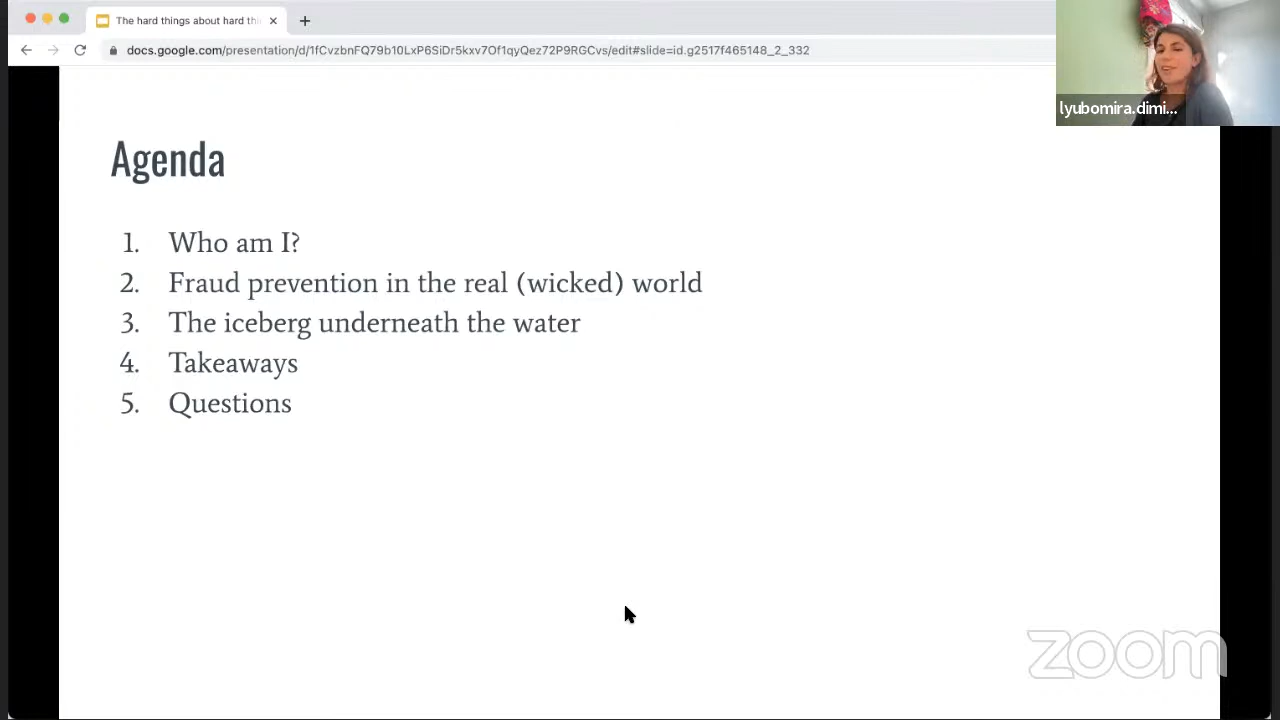 The hard things about hard thi
docs.google.com/presentation/d/1fCvzbnFQ79b10LxP6SiDr5kxv7Of1qyQez72P9RGCvs/edit#slide=id.g2517f465148_2_332
lyubomira.dimi...
Agenda
1. Who am I?
2. Fraud prevention in the real (wicked) world
3. The iceberg underneath the water
4. Takeaways
5. Questions
zoom